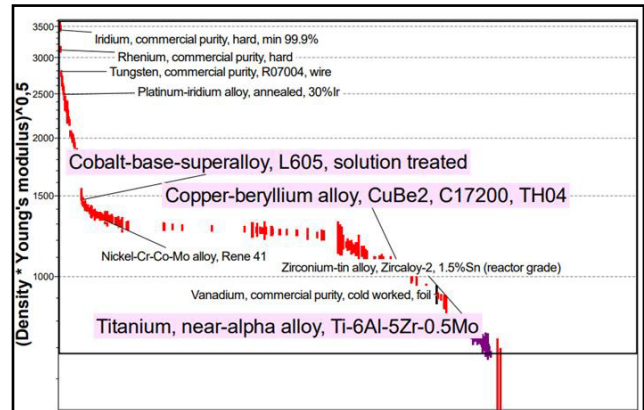 (Density * Young's modulus)^0,5
3500
Iridium, commercial purity, hard, min 99.9%
3000
Rhenium, commercial purity, hard
Tungsten, commercial purity, R07004, wire
2500
Platinum-iridium alloy, annealed, 30%Ir
2000
Cobalt-base-superalloy, L605, solution treated
1500
Copper-beryllium alloy, CuBe2, C17200, TH04
Nickel-Cr-Co-Mo alloy, Rene 41
Zirconium-tin alloy, Zircaloy-2, 1.5%Sn (reactor grade)
1000
Vanadium, commercial purity, cold worked, foil
Titanium, near-alpha alloy, Ti-6Al-5Zr-0.5Mo